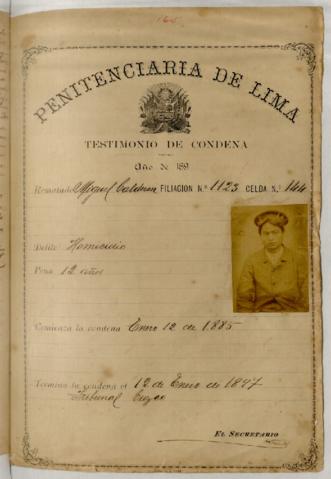 165
PENITENCIARIA DE LIMA
TESTIMONIO DE CONDENA
Año de 189
Rematado Miguel Calderon FILIACION N.º 1123 CELDA N.º 144
Delito Homicidio
Pena 12 años
Comienza la condena Enero 12 de 1885
Termina la condena el 12 de Enero de 1897
Tribunal Cuzco
EL SECRETARIO